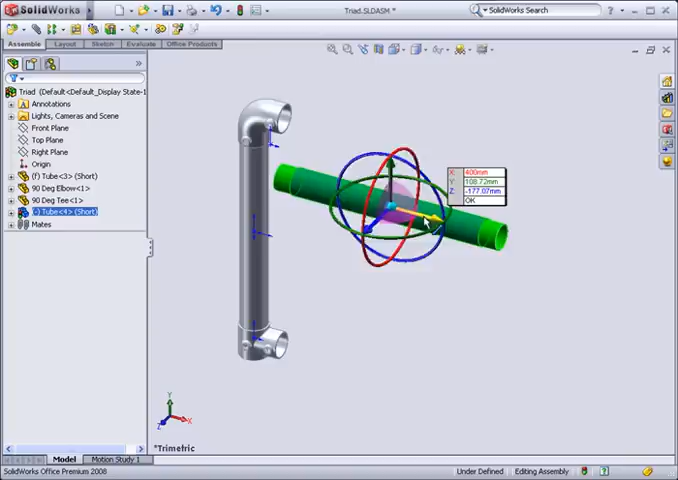 SolidWorks
Triad.SLDASM *
SolidWorks Search
Assemble
Layout
Sketch
Evaluate
Office Products
Triad (Default<Default_Display State-1
Annotations
Lights, Cameras and Scene
Front Plane
Top Plane
Right Plane
Origin
(f) Tube<3> (Short)
90 Deg Elbow<1>
90 Deg Tee<1>
(-) Tube<4> (Short)
Mates
X: 400mm
Y: 108.72mm
Z: -177.07mm
OK
Y
X
Z
*Trimetric
Model
Motion Study 1
SolidWorks Office Premium 2008
Under Defined
Editing Assembly